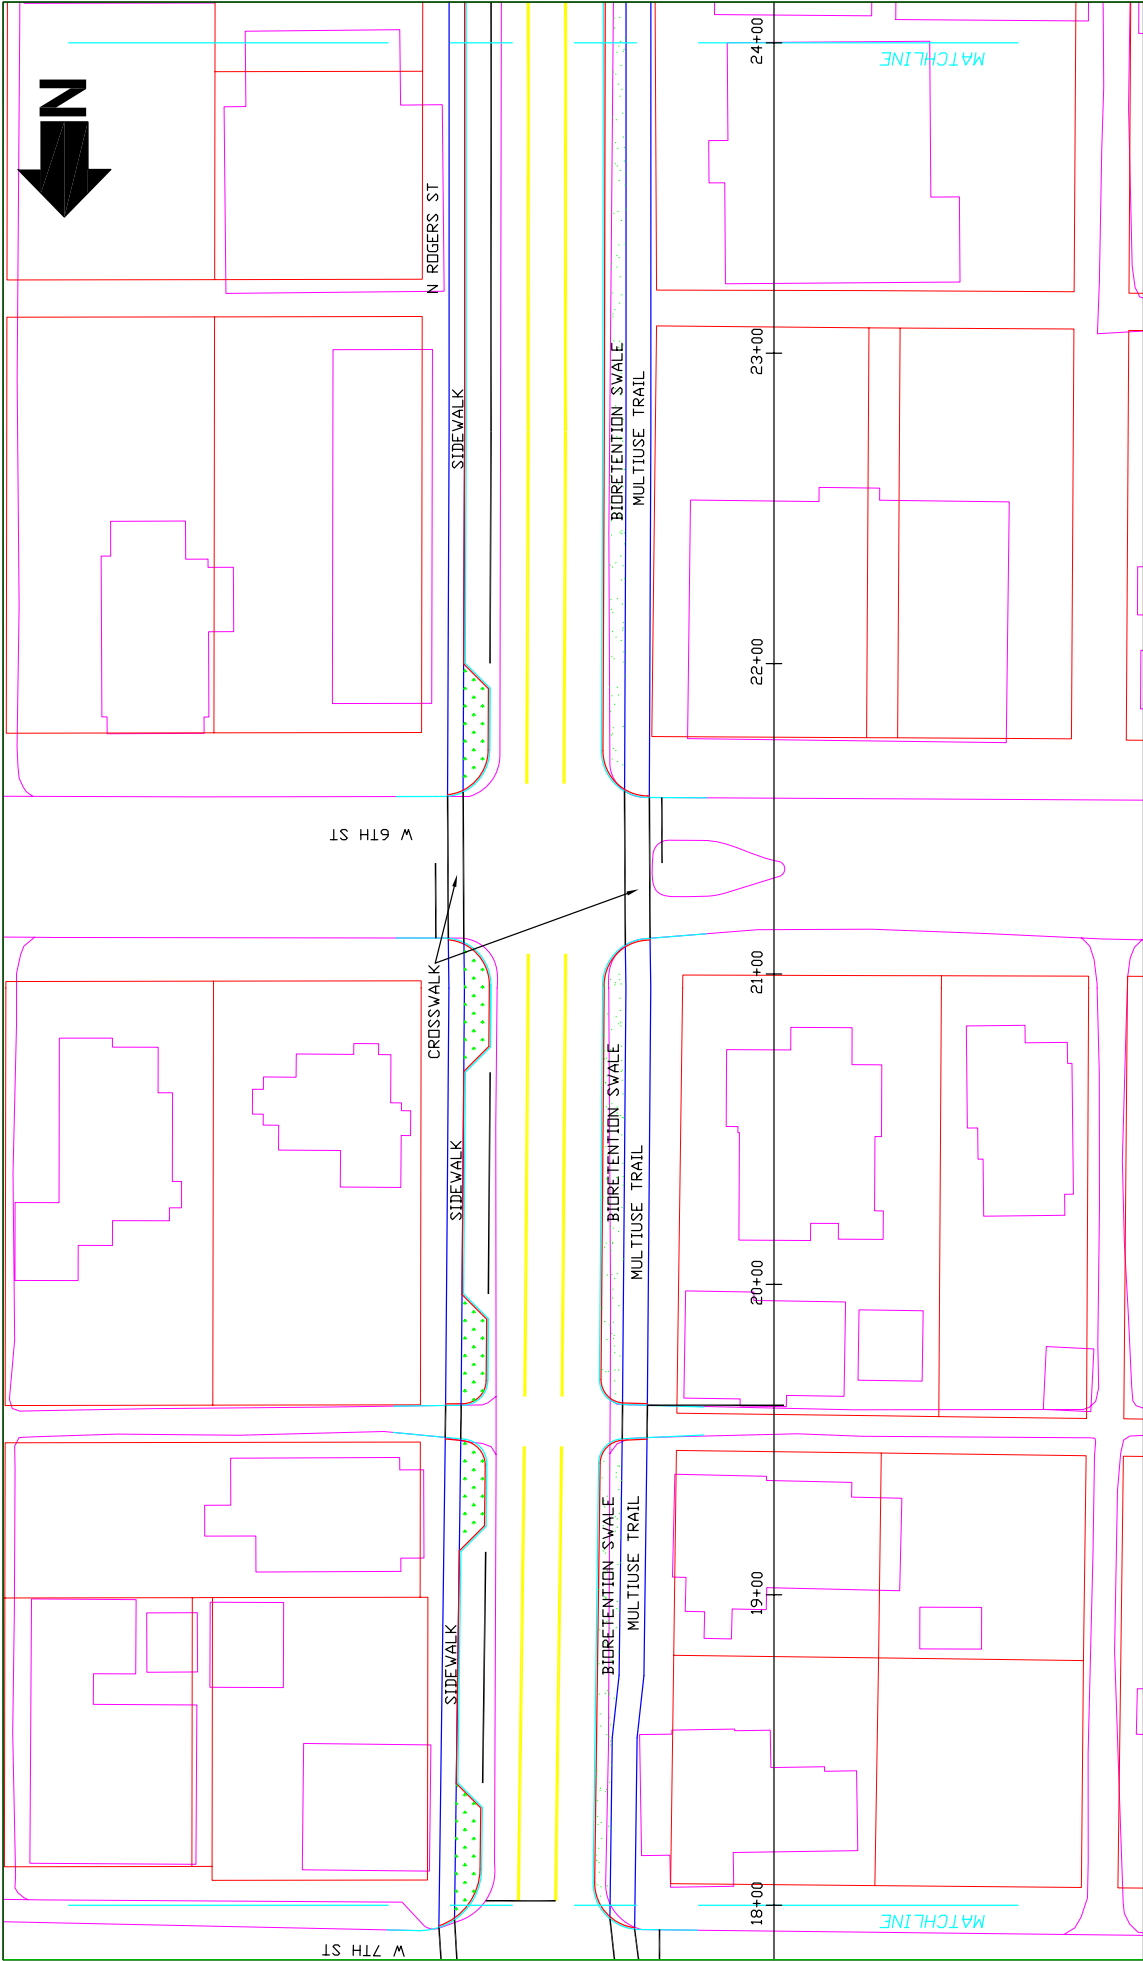 24+00
MATCHLINE
N
N ROGERS ST
23+00
BIORETENTION SWALE
MULTIUSE TRAIL
SIDEWALK
22+00
W 6TH ST
21+00
CROSSWALK
BIORETENTION SWALE
MULTIUSE TRAIL
SIDEWALK
20+00
BIORETENTION SWALE
MULTIUSE TRAIL
19+00
SIDEWALK
18+00
MATCHLINE
W 7TH ST